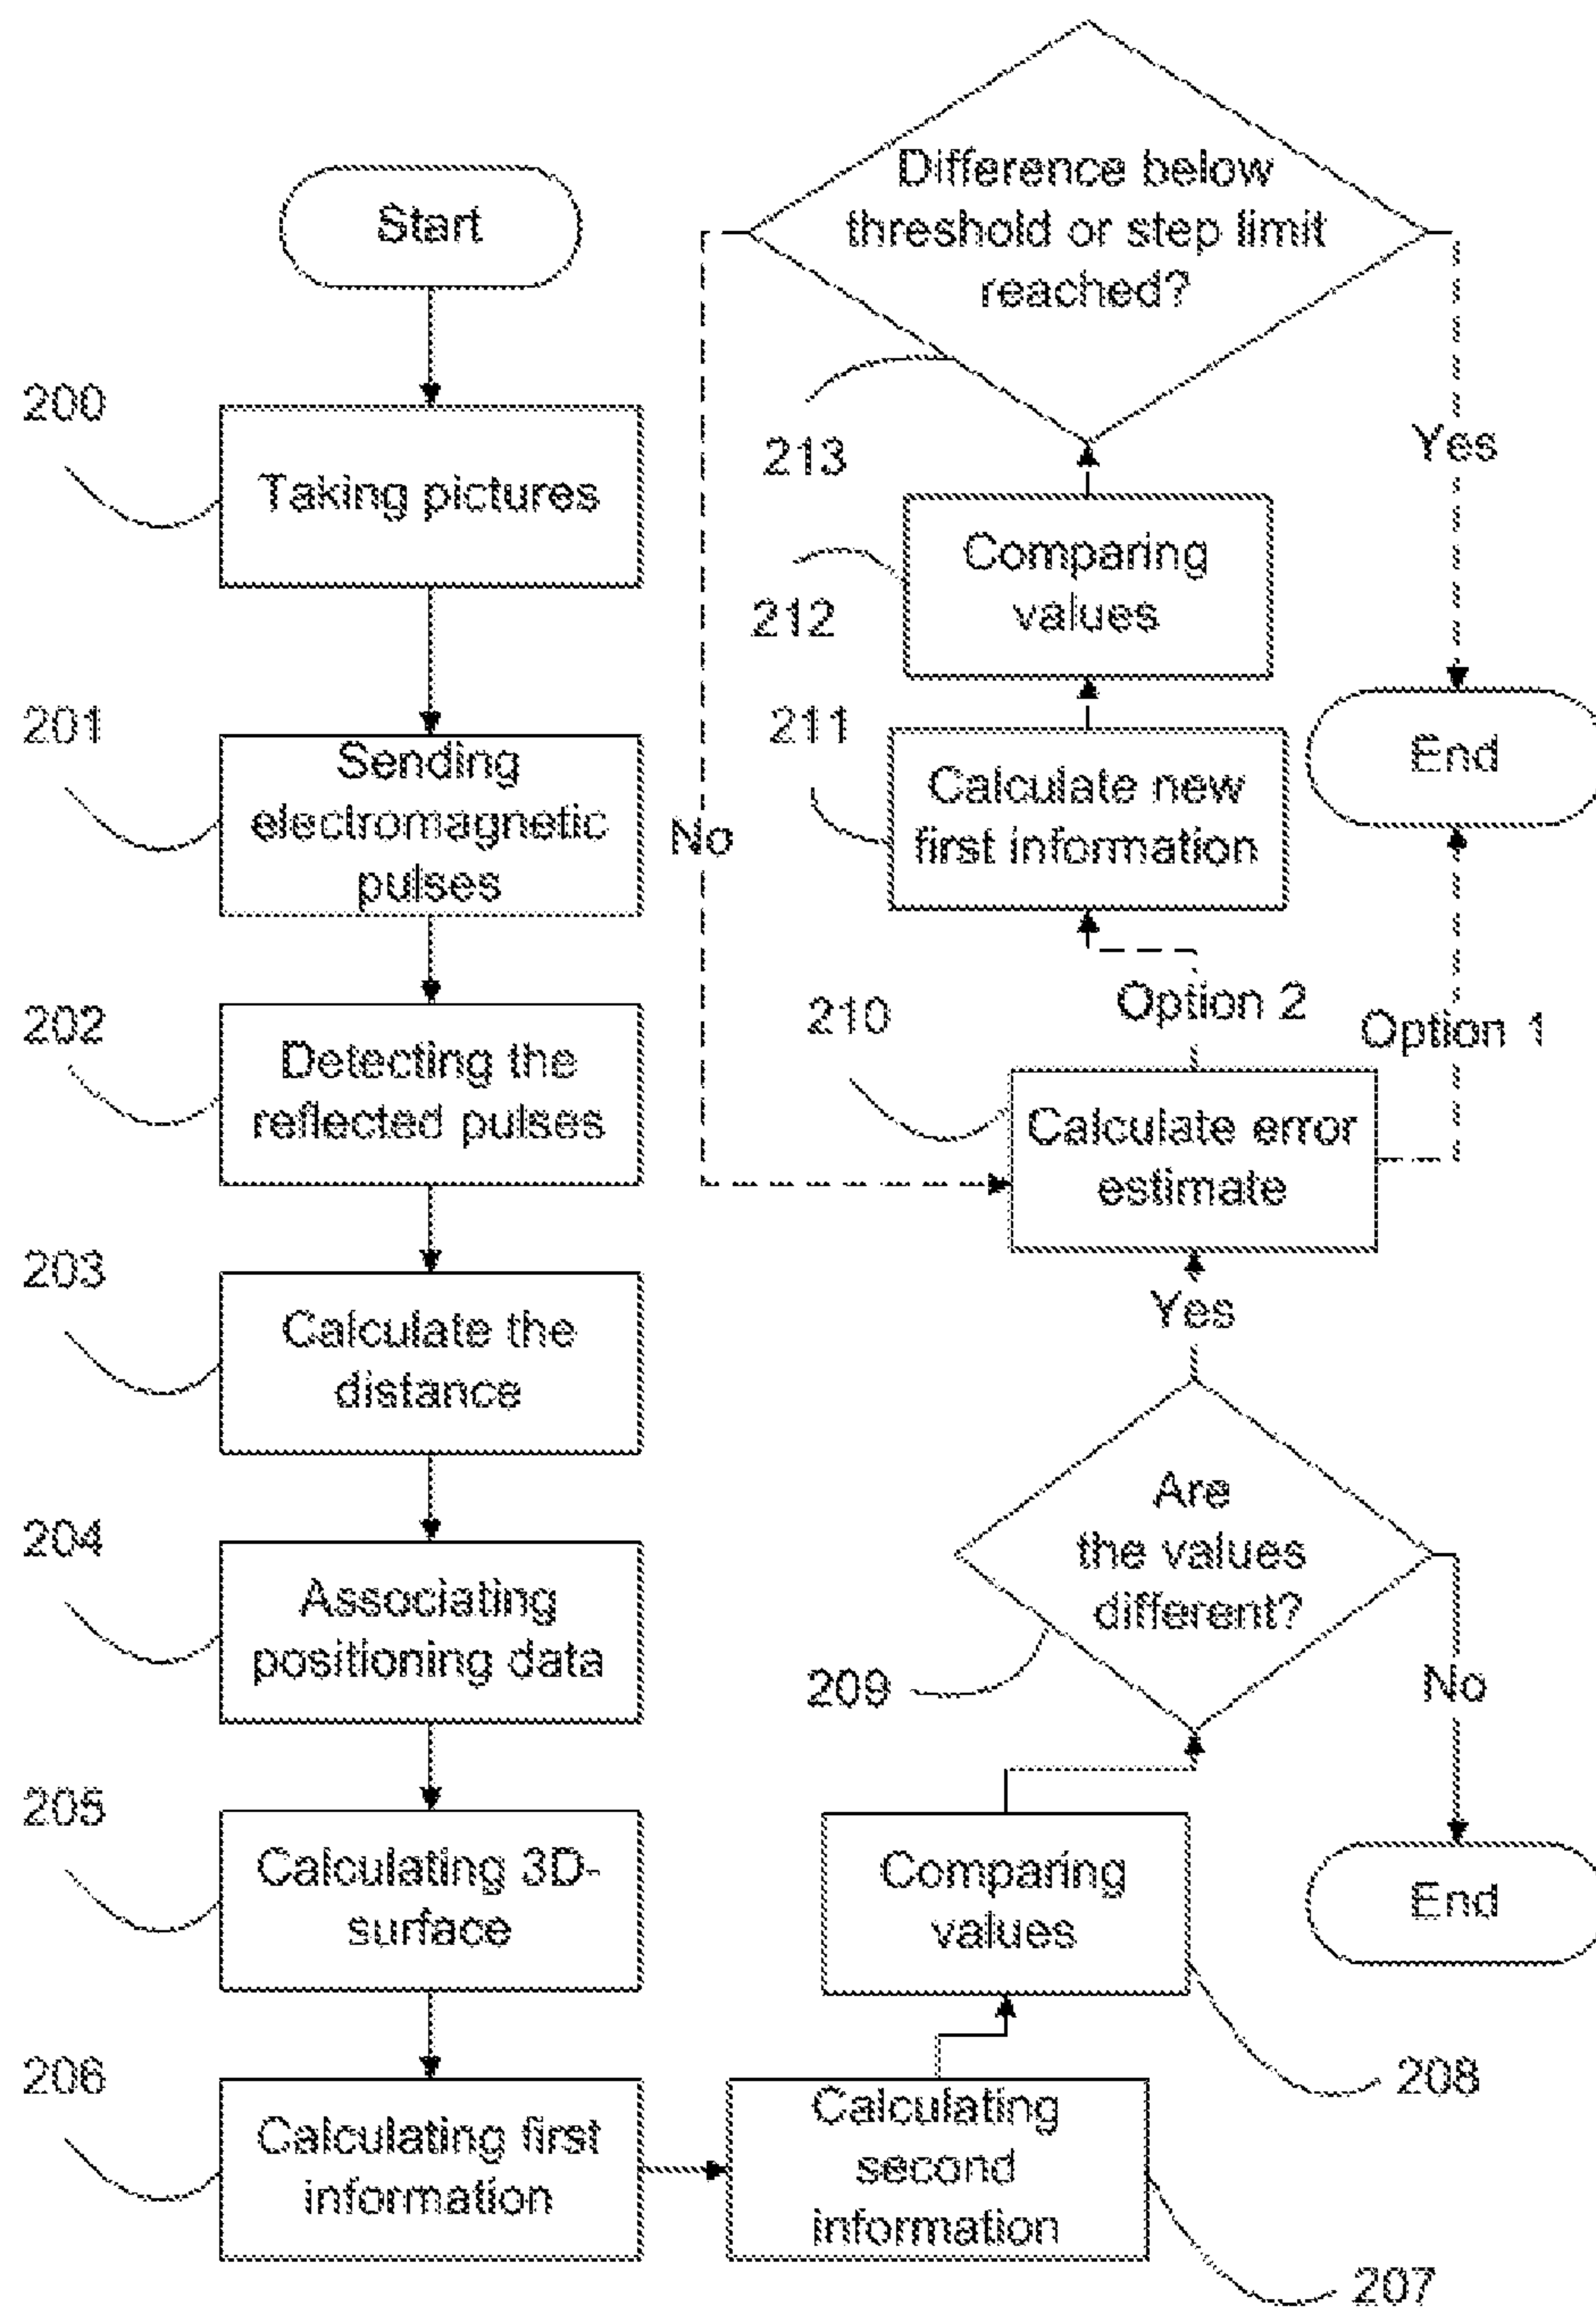 Start
200
Taking pictures
201
Sending
electromagnetic
pulses
202
Detecting the
reflected pulses
203
Calculate the
distance
204
Associating
positioning data
205
Calculating 3D-
surface
206
Calculating first
information
Calculating
second
information
207
Comparing
values
208
Are
the values
different?
209
No
End
Yes
Calculate error
estimate
210
Option 1
Option 2
Calculate new
first information
211
Comparing
values
212
Difference below
threshold or step limit
reached?
213
No
Yes
End